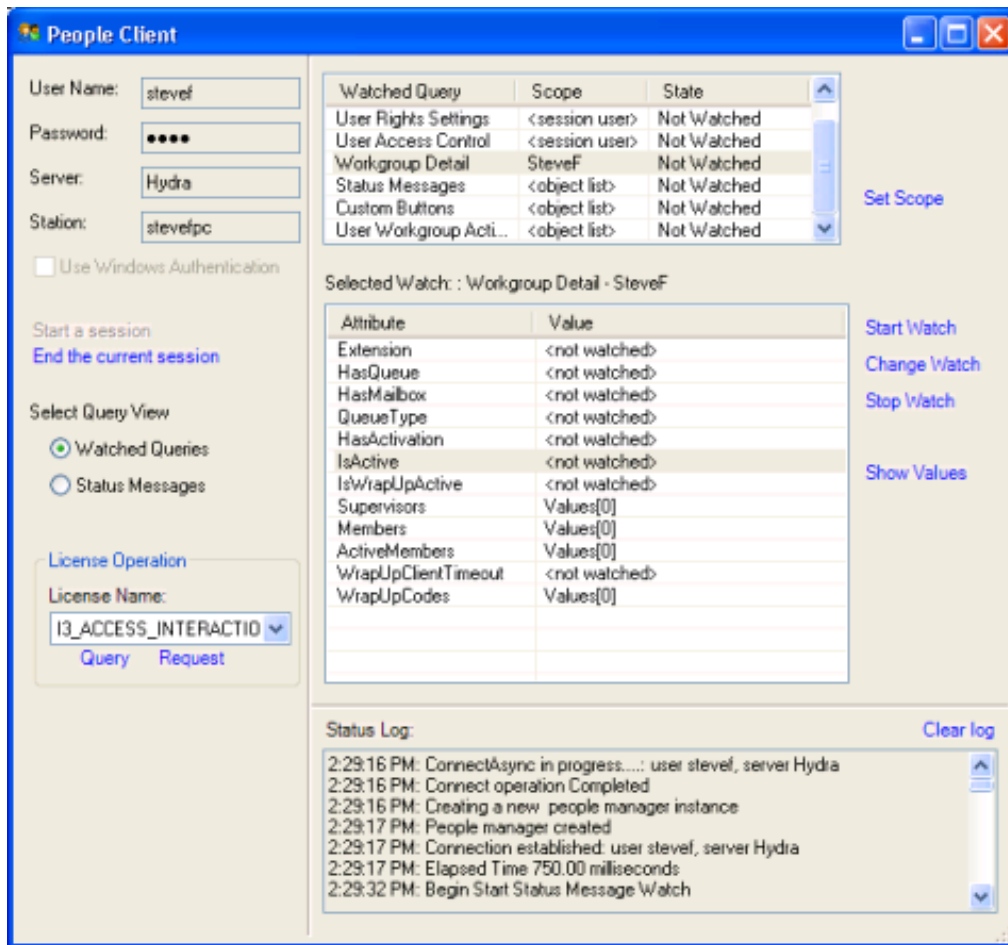 People Client
User Name: stevef
Password: ••••
Server: Hydra
Station: stevefpc
Use Windows Authentication
Start a session
End the current session
Select Query View
Watched Queries
Status Messages
License Operation
License Name:
I3_ACCESS_INTERACTIO
Query Request
Watched Query Scope State
User Rights Settings <session user> Not Watched
User Access Control <session user> Not Watched
Workgroup Detail SteveF Not Watched
Status Messages <object list> Not Watched
Custom Buttons <object list> Not Watched
User Workgroup Acti... <object list> Not Watched
Set Scope
Selected Watch: : Workgroup Detail - SteveF
Attribute Value
Extension <not watched>
HasQueue <not watched>
HasMailbox <not watched>
QueueType <not watched>
HasActivation <not watched>
IsActive <not watched>
IsWrapUpActive <not watched>
Supervisors Values[0]
Members Values[0]
ActiveMembers Values[0]
WrapUpClientTimeout <not watched>
WrapUpCodes Values[0]
Start Watch
Change Watch
Stop Watch
Show Values
Status Log: Clear log
2:29:16 PM: ConnectAsync in progress....: user stevef, server Hydra
2:29:16 PM: Connect operation Completed
2:29:16 PM: Creating a new  people manager instance
2:29:17 PM: People manager created
2:29:17 PM: Connection established: user stevef, server Hydra
2:29:17 PM: Elapsed Time 750.00 milliseconds
2:29:32 PM: Begin Start Status Message Watch